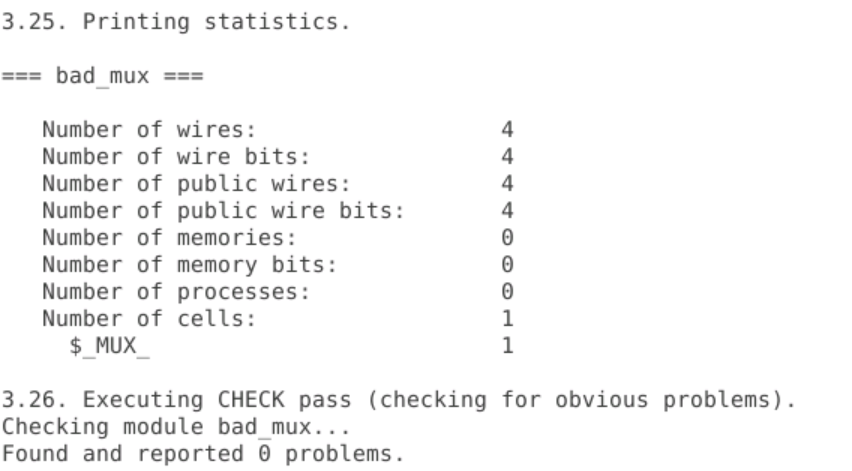 3.25. Printing statistics.
=== bad_mux ===
Number of wires: 4
Number of wire bits: 4
Number of public wires: 4
Number of public wire bits: 4
Number of memories: 0
Number of memory bits: 0
Number of processes: 0
Number of cells: 1
$_MUX_ 1
3.26. Executing CHECK pass (checking for obvious problems).
Checking module bad_mux...
Found and reported 0 problems.